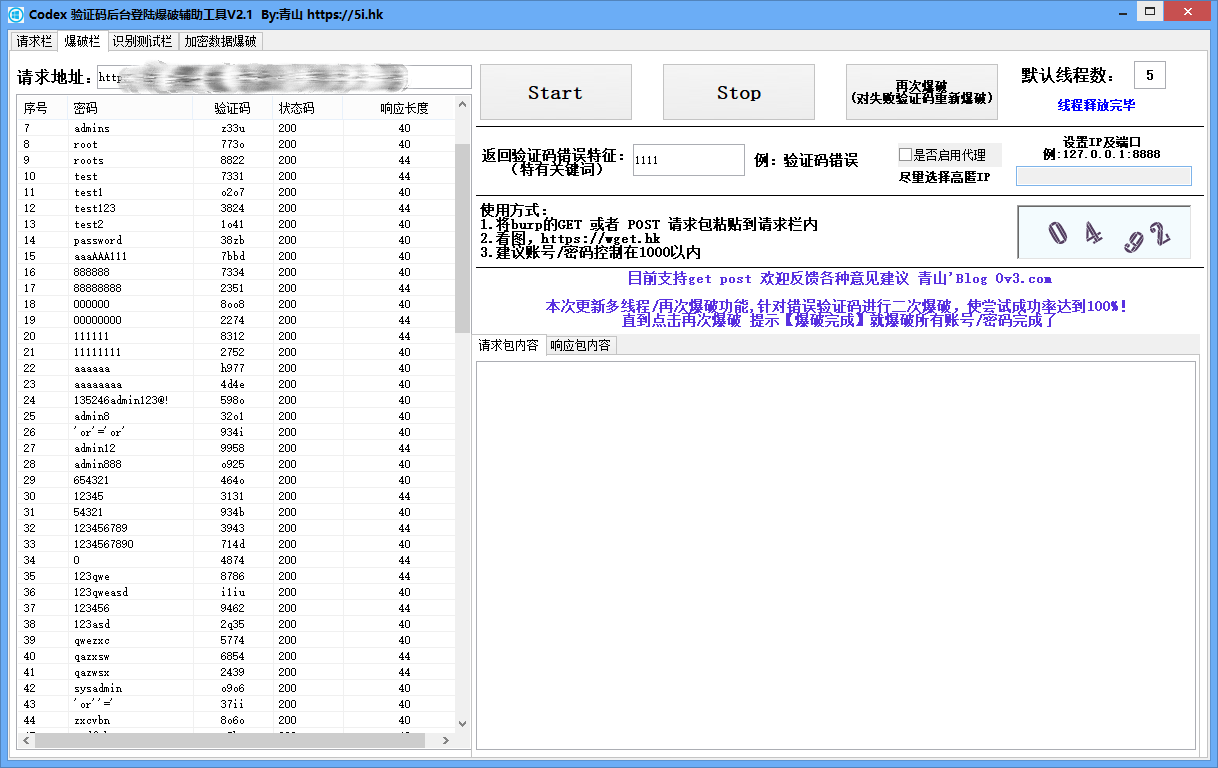 Codex 验证码后台登陆爆破辅助工具V2.1 By:青山 https://5i.hk
请求栏 爆破栏 识别测试栏 加密数据爆破
请求地址: http
序号 密码 验证码 状态码 响应长度
7 admins z33u 200 40
8 root 773o 200 40
9 roots 8822 200 44
10 test 7331 200 44
11 test1 o2o7 200 40
12 test123 3824 200 44
13 test2 1o41 200 40
14 password 38zb 200 40
15 aaaAAA111 7bbd 200 40
16 888888 7334 200 44
17 88888888 2351 200 44
18 000000 8oo8 200 40
19 00000000 2274 200 44
20 111111 8312 200 44
21 11111111 2752 200 44
22 aaaaaa h977 200 40
23 aaaaaaaa 4d4e 200 40
24 135246admin123@! 598o 200 40
25 admin8 32o1 200 40
26 'or'='or' 934i 200 40
27 admin12 9958 200 44
28 admin888 o925 200 40
29 654321 464o 200 40
30 12345 3131 200 44
31 54321 934b 200 40
32 123456789 3943 200 44
33 1234567890 714d 200 40
34 0 4874 200 44
35 123qwe 8786 200 44
36 123qweasd i1iu 200 40
37 123456 9462 200 44
38 123asd 2q35 200 40
39 qwezxc 5774 200 40
40 qazxsw 6854 200 44
41 qazwsx 2439 200 44
42 sysadmin o9o6 200 40
43 'or''=' 37ii 200 40
44 zxcvbn 8o6o 200 40
Start Stop 再次爆破
(对失败验证码重新爆破)
默认线程数: 5
线程释放完毕
返回验证码错误特征:
(特有关键词)
1111 例: 验证码错误
是否启用代理
尽量选择高匿IP
设置IP及端口
例:127.0.0.1:8888
使用方式:
1.将burp的GET 或者 POST 请求包粘贴到请求栏内
2.看图, https://wget.hk
3.建议账号/密码控制在1000以内
0492
目前支持get post 欢迎反馈各种意见建议 青山'Blog 0v3.com
本次更新多线程/再次爆破功能,针对错误验证码进行二次爆破, 使尝试成功率达到100%!
直到点击再次爆破 提示【爆破完成】就爆破所有账号/密码完成了
请求包内容 响应包内容